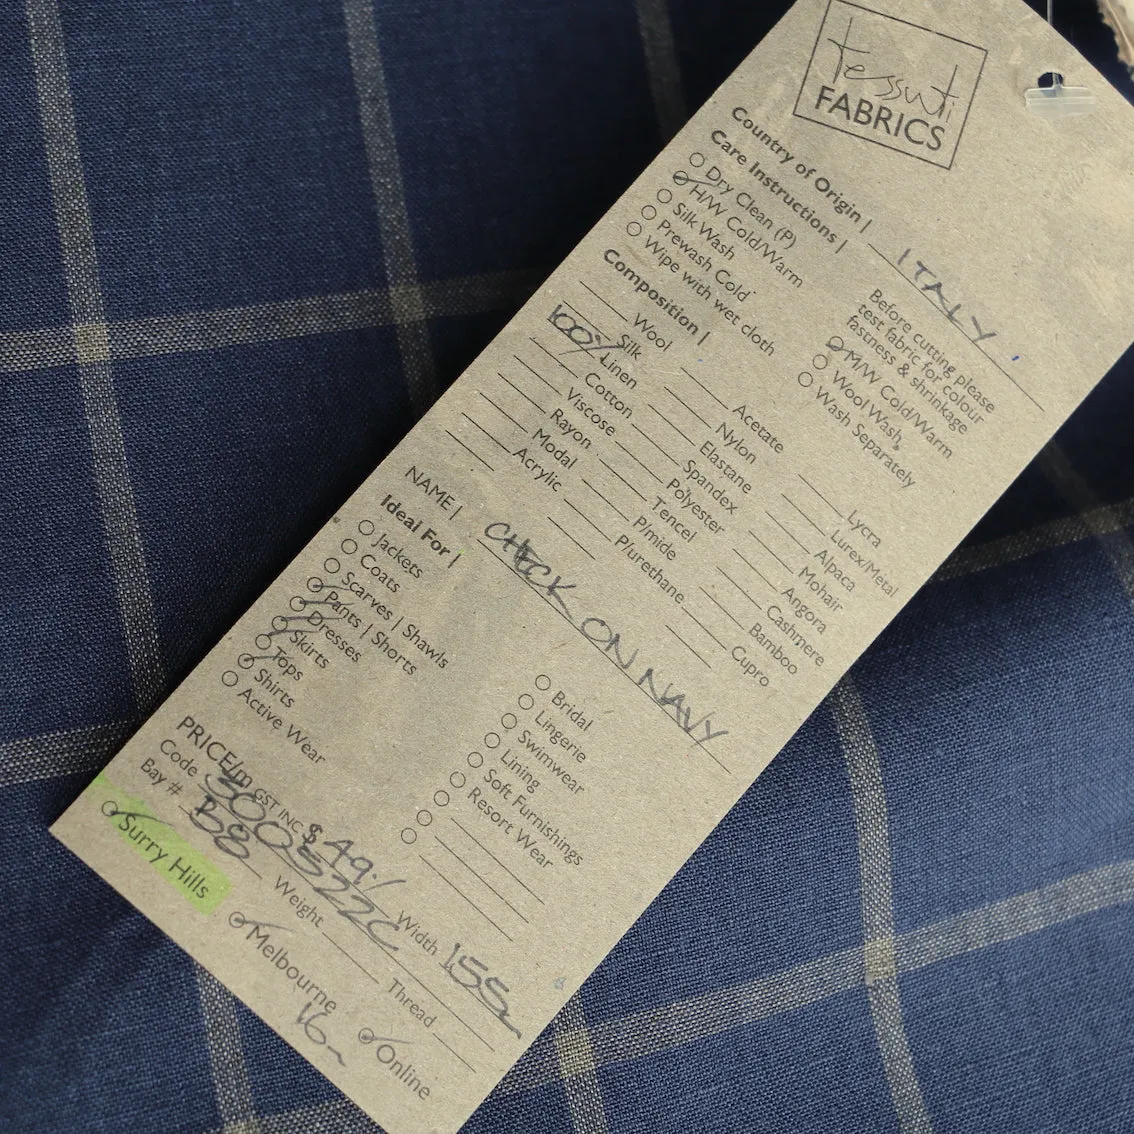 tessuti
FABRICS
Country of Origin | ITALY
Care Instructions |
Dry Clean (P)
H/W Cold/Warm
Silk Wash
Prewash Cold
Wipe with wet cloth
Before cutting please
test fabric for colour
fastness & shrinkage
M/W Cold/Warm
Wool Wash
Wash Separately
Composition |
Wool
Silk
100% Linen
Cotton
Viscose
Rayon
Modal
Acrylic
Acetate
Nylon
Elastane
Spandex
Polyester
Tencel
P/mide
P/urethane
Lycra
Lurex/Metal
Alpaca
Mohair
Angora
Cashmere
Bamboo
Cupro
NAME | CHECK ON NAVY
Ideal For |
Jackets
Coats
Scarves | Shawls
Pants | Shorts
Dresses
Skirts
Tops
Shirts
Active Wear
Bridal
Lingerie
Swimwear
Lining
Soft Furnishings
Resort Wear
PRICE/m GST INC $49./
Code 300522C Width 155
Bay # B8 Weight Thread
Surry Hills Melbourne Online
16